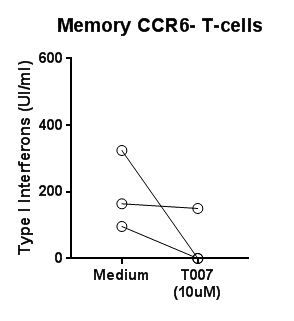 Memory CCR6- T-cells
Type I Interferons (UI/ml)
600
400
200
0
Medium
T007
(10uM)